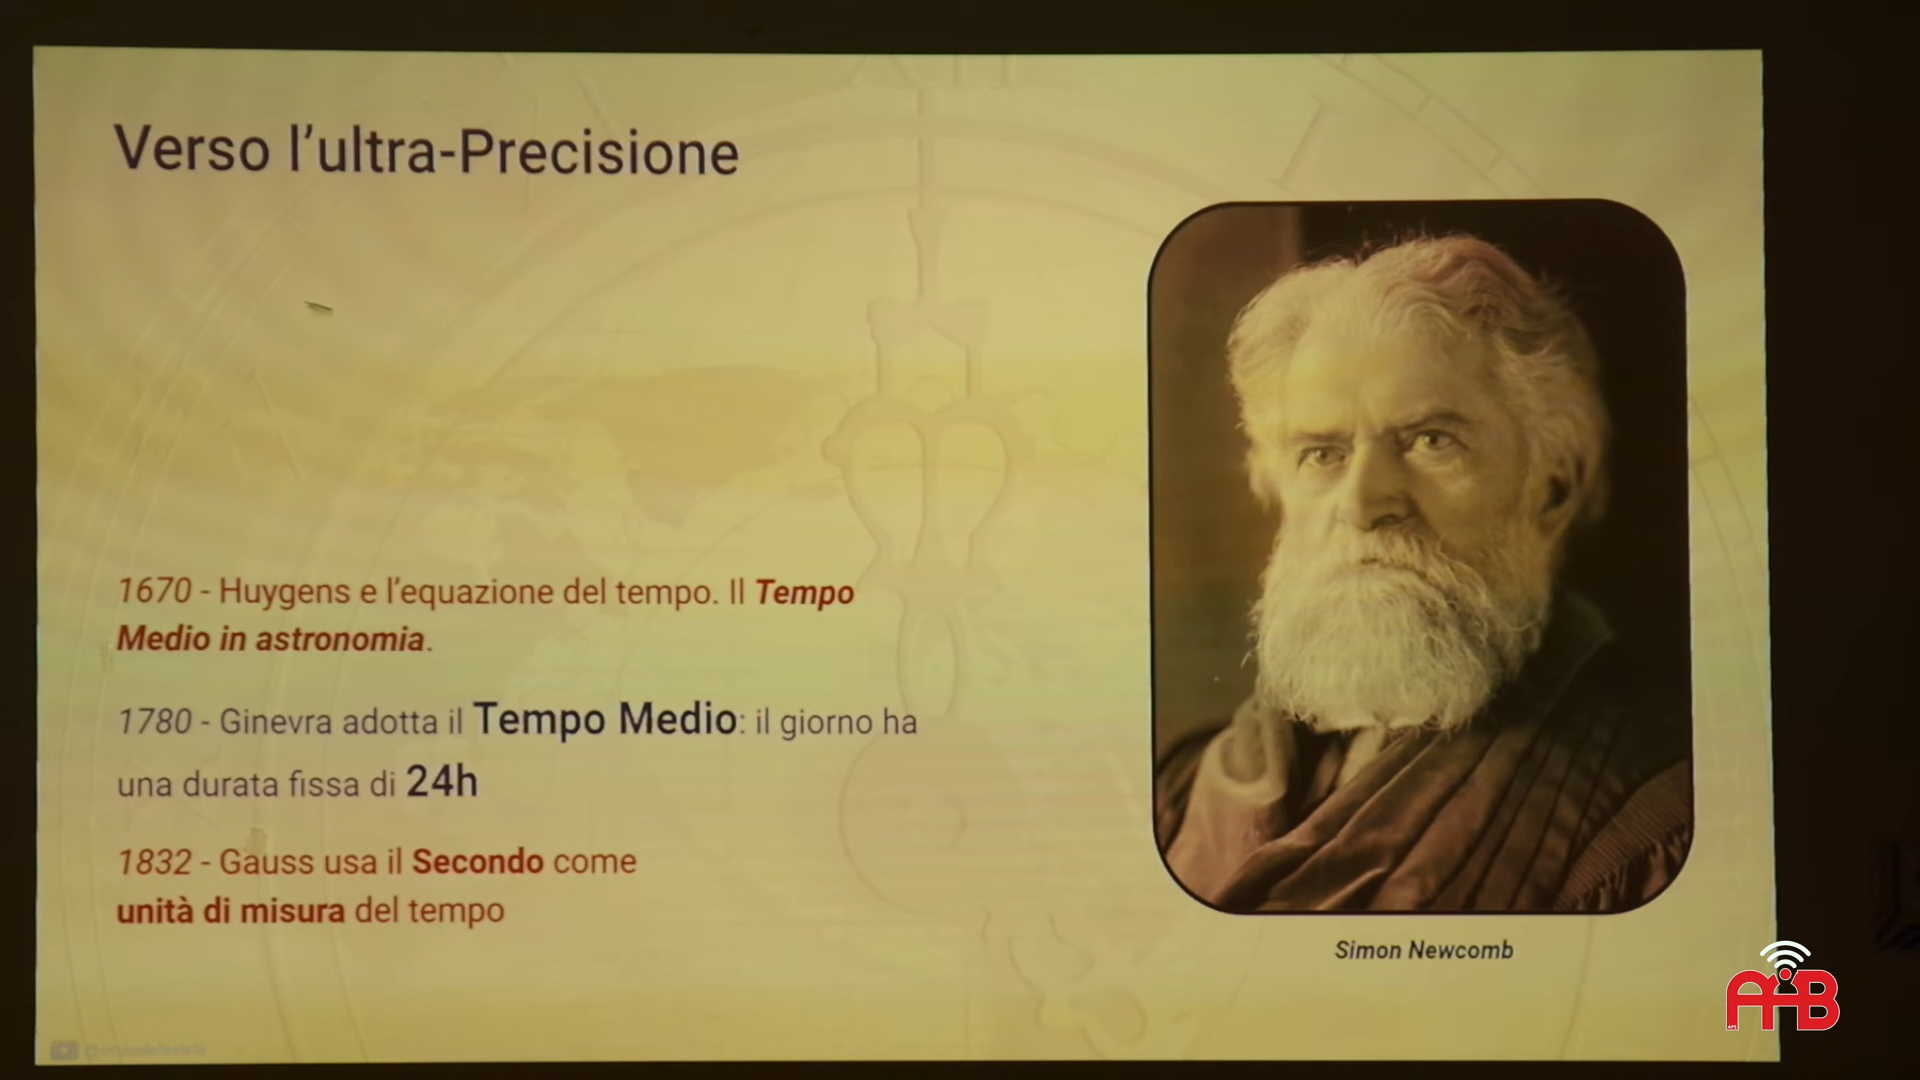 Verso l'ultra-Precisione
1670 - Huygens e l'equazione del tempo. Il Tempo
Medio in astronomia.
1780 - Ginevra adotta il Tempo Medio: il giorno ha
una durata fissa di 24h
1832 - Gauss usa il Secondo come
unità di misura del tempo
Simon Newcomb
AB
APS